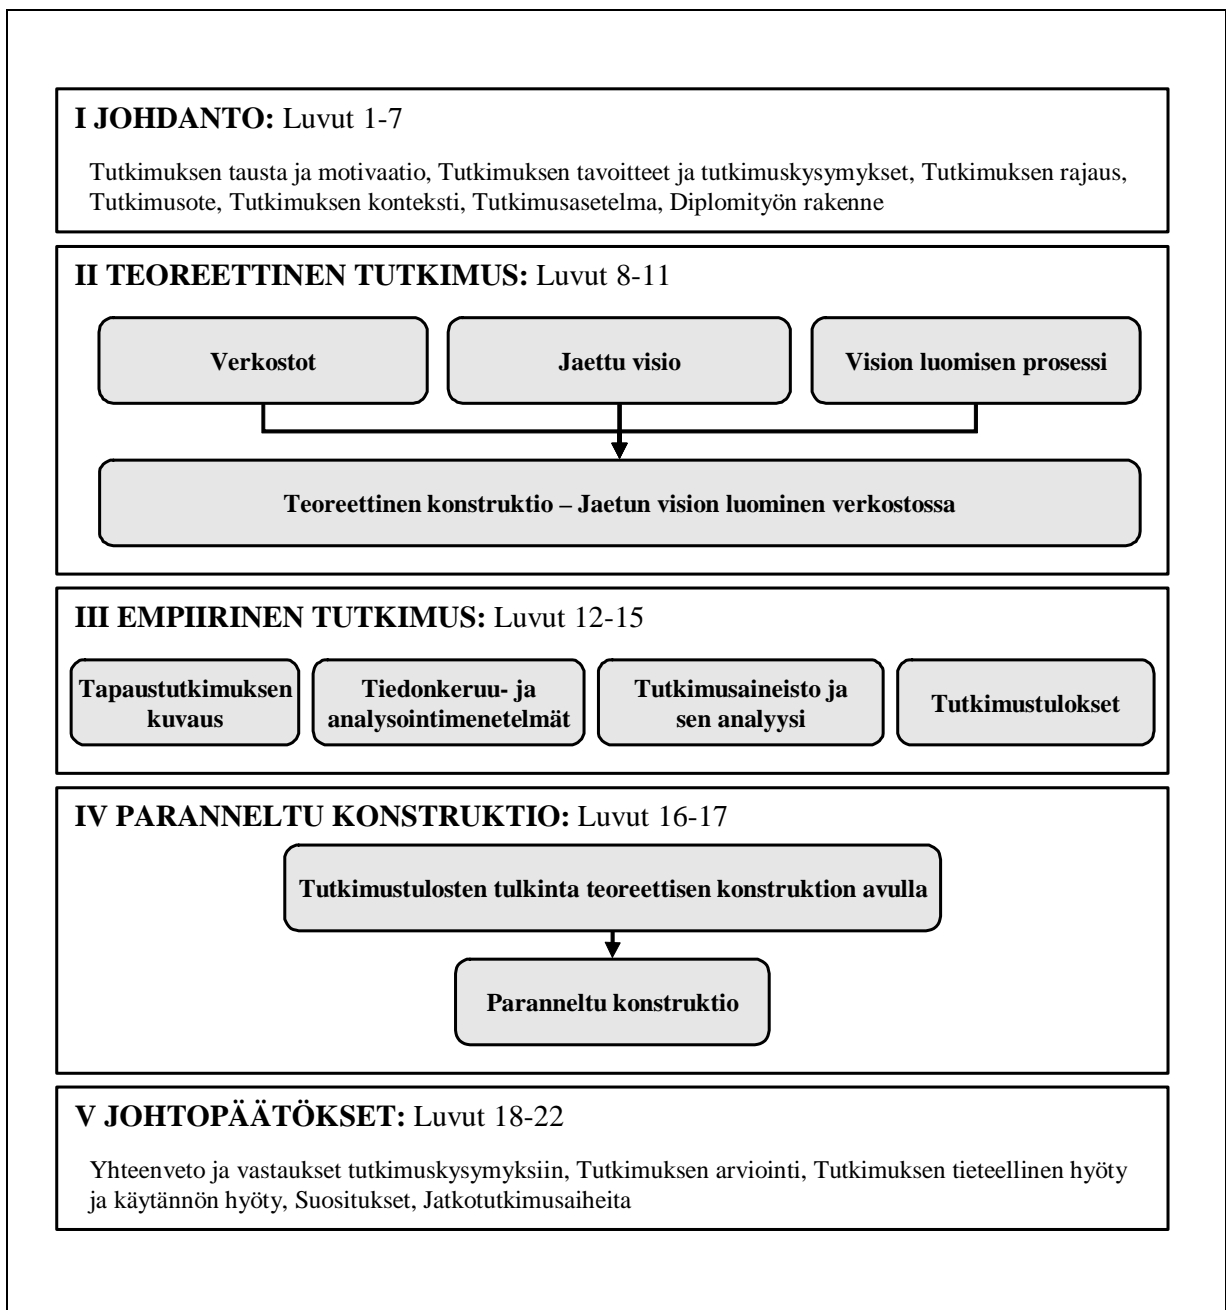 I JOHDANTO: Luvut 1-7
Tutkimuksen tausta ja motivaatio, Tutkimuksen tavoitteet ja tutkimuskysymykset, Tutkimuksen rajaus,
Tutkimusote, Tutkimuksen konteksti, Tutkimusasetelma, Diplomityön rakenne
II TEOREETTINEN TUTKIMUS: Luvut 8-11
Verkostot
Jaettu visio
Vision luomisen prosessi
Teoreettinen konstruktio – Jaetun vision luominen verkostossa
III EMPIIRINEN TUTKIMUS: Luvut 12-15
Tapaustutkimuksen
kuvaus
Tiedonkeruu- ja
analysointimenetelmät
Tutkimusaineisto ja
sen analyysi
Tutkimustulokset
IV PARANNELTU KONSTRUKTIO: Luvut 16-17
Tutkimustulosten tulkinta teoreettisen konstruktion avulla
Paranneltu konstruktio
V JOHTOPÄÄTÖKSET: Luvut 18-22
Yhteenveto ja vastaukset tutkimuskysymyksiin, Tutkimuksen arviointi, Tutkimuksen tieteellinen hyöty
ja käytännön hyöty, Suositukset, Jatkotutkimusaiheita